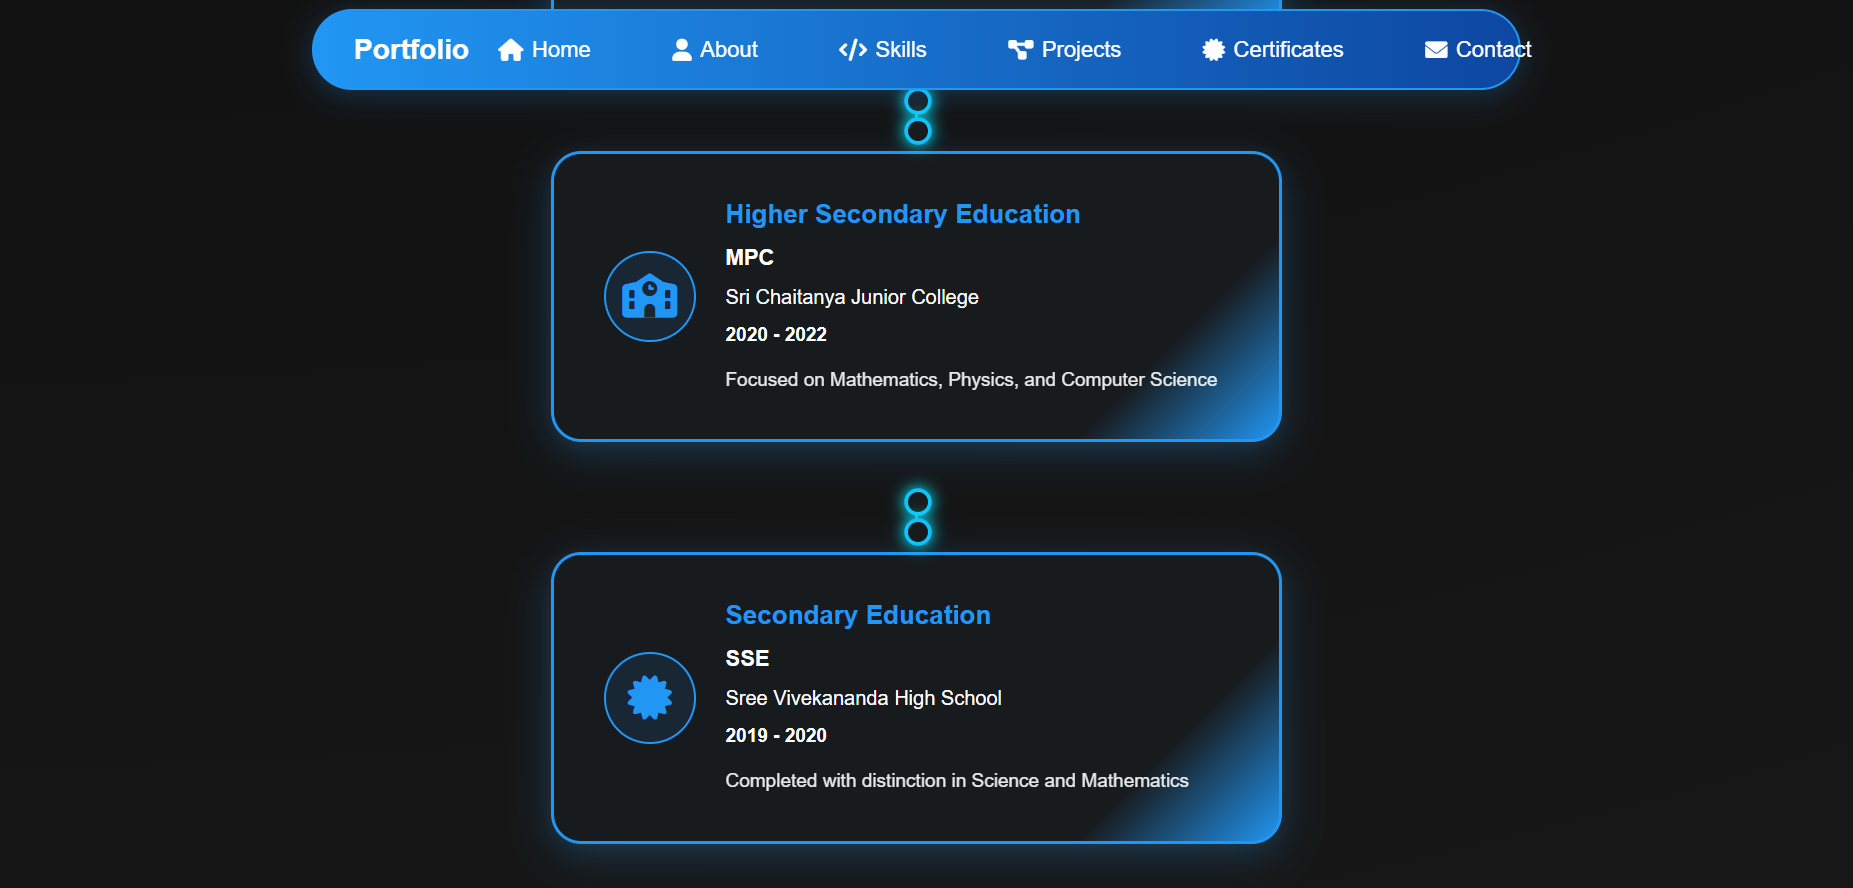 Portfolio Home About Skills Projects Certificates Contact
Higher Secondary Education
MPC
Sri Chaitanya Junior College
2020 - 2022
Focused on Mathematics, Physics, and Computer Science
Secondary Education
SSE
Sree Vivekananda High School
2019 - 2020
Completed with distinction in Science and Mathematics